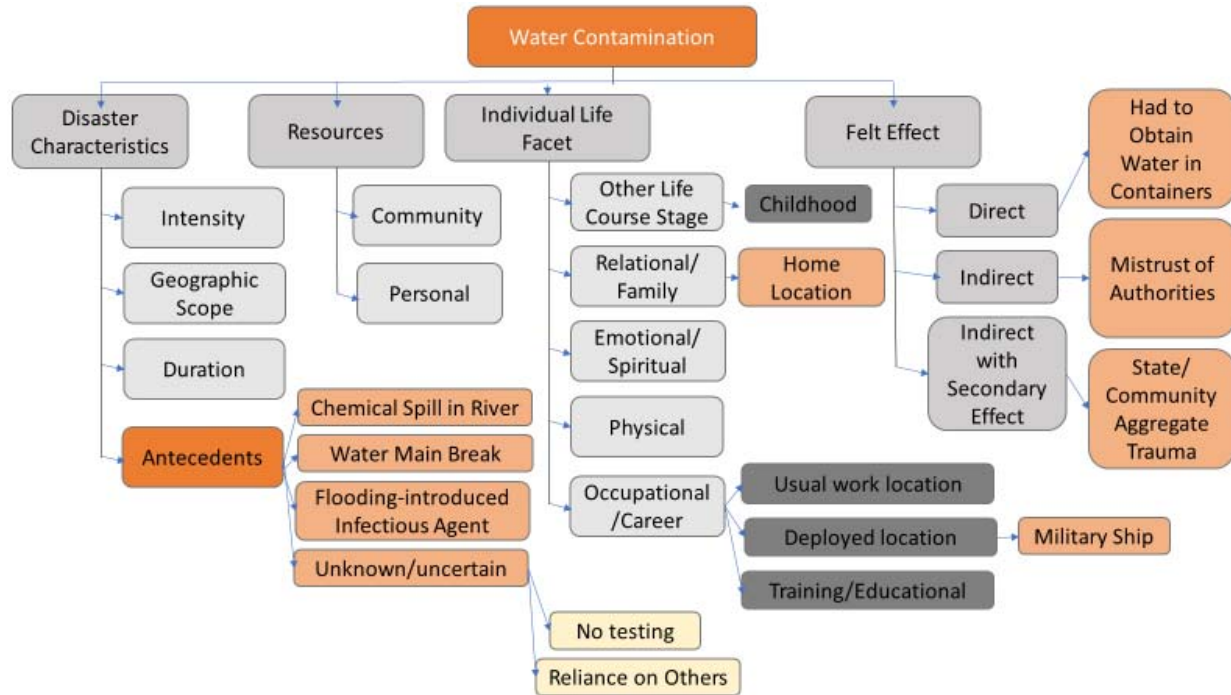 Water Contamination
Disaster
Characteristics
Resources
Individual Life
Facet
Felt Effect
Intensity
Geographic
Scope
Duration
Antecedents
Chemical Spill in River
Water Main Break
Flooding-introduced
Infectious Agent
Unknown/uncertain
No testing
Reliance on Others
Community
Personal
Other Life
Course Stage
Childhood
Relational/
Family
Home
Location
Emotional/
Spiritual
Physical
Occupational
/Career
Usual work location
Deployed location
Military Ship
Training/Educational
Direct
Had to
Obtain
Water in
Containers
Indirect
Mistrust of
Authorities
Indirect with
Secondary
Effect
State/
Community
Aggregate
Trauma